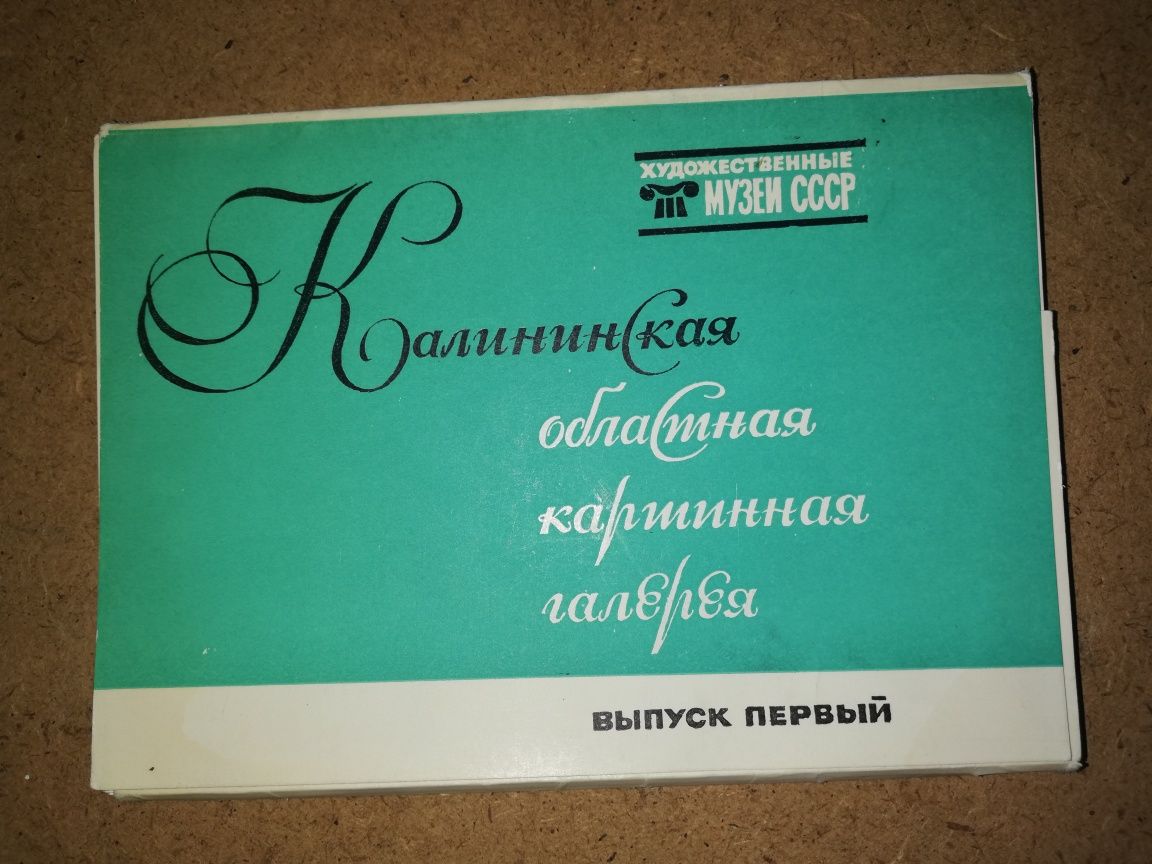 ХУДОЖЕСТВЕННЫЕ
МУЗЕИ СССР
Калининская
областная
картинная
галерея
ВЫПУСК ПЕРВЫЙ